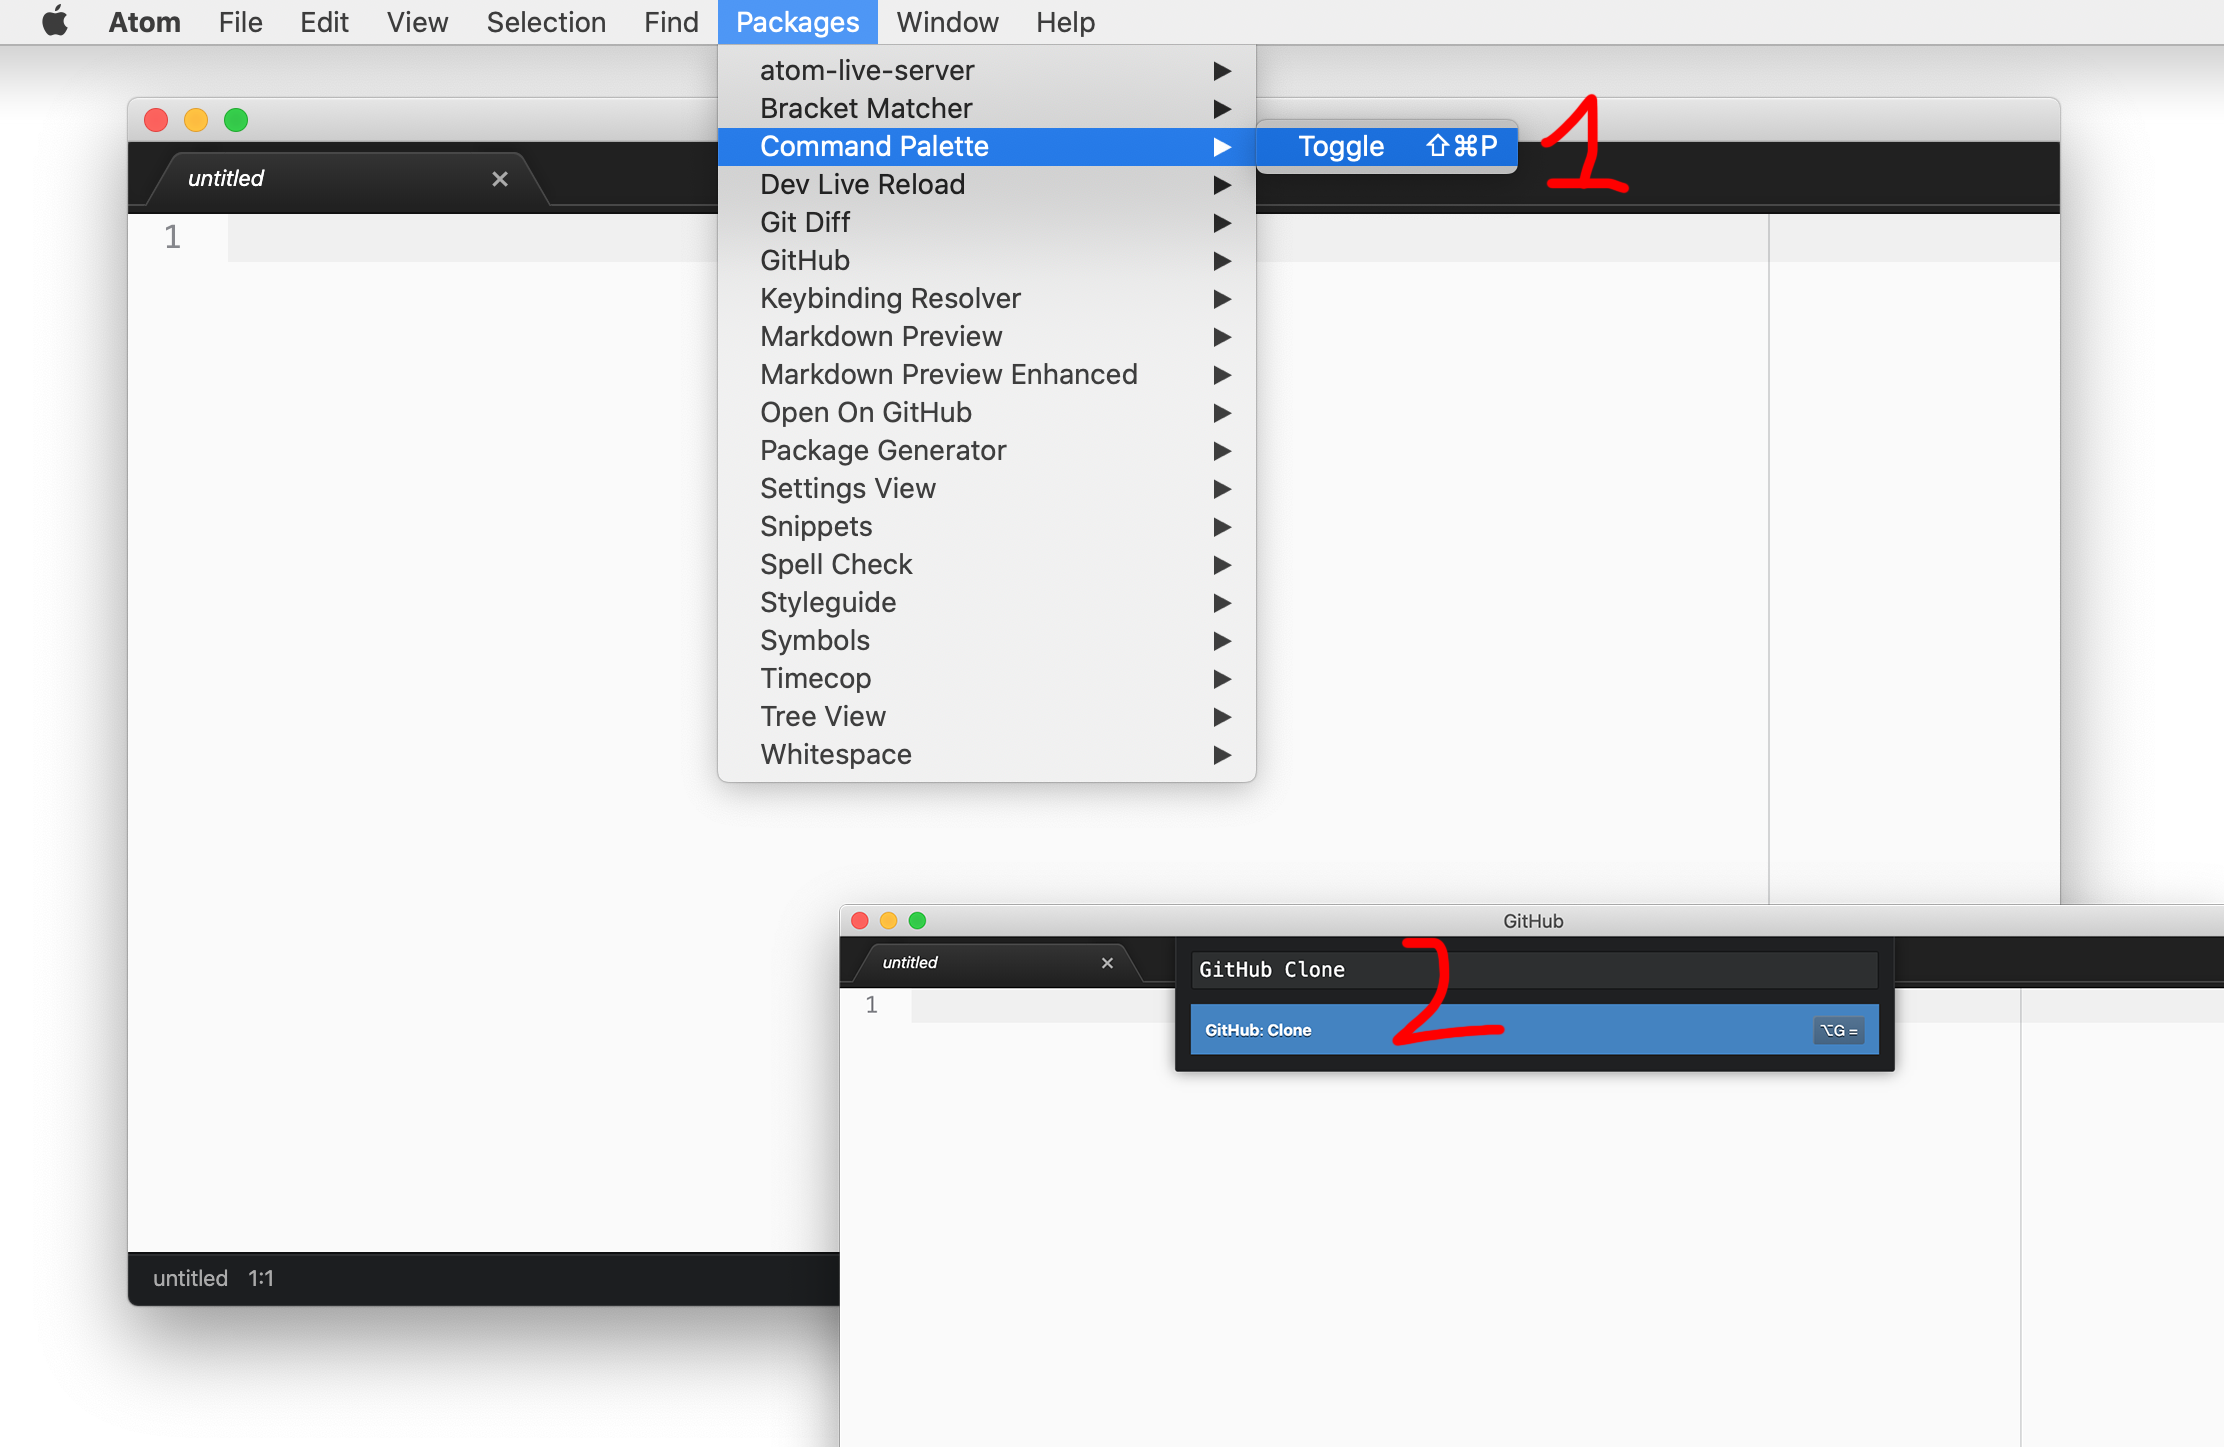 Atom File Edit View Selection Find Packages Window Help
atom-live-server ▶
Bracket Matcher ▶
Command Palette ▶ Toggle ⇧⌘P
1
Dev Live Reload ▶
Git Diff ▶
GitHub ▶
Keybinding Resolver ▶
Markdown Preview ▶
Markdown Preview Enhanced ▶
Open On GitHub ▶
Package Generator ▶
Settings View ▶
Snippets ▶
Spell Check ▶
Styleguide ▶
Symbols ▶
Timecop ▶
Tree View ▶
Whitespace ▶
untitled ×
1
untitled 1:1
GitHub
untitled ×
1
GitHub Clone
2
GitHub: Clone ⌥G =